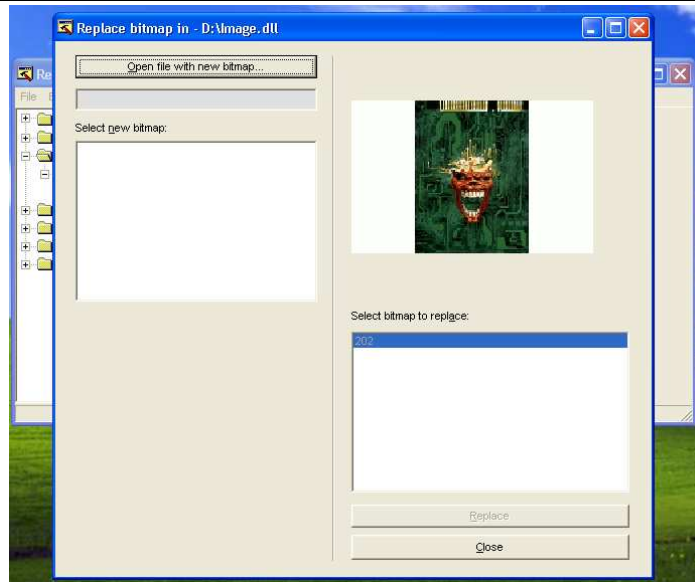 Replace bitmap in - D:\Image.dll
Open file with new bitmap...
Select new bitmap:
Re
File
Select bitmap to replace:
202
Replace
Close